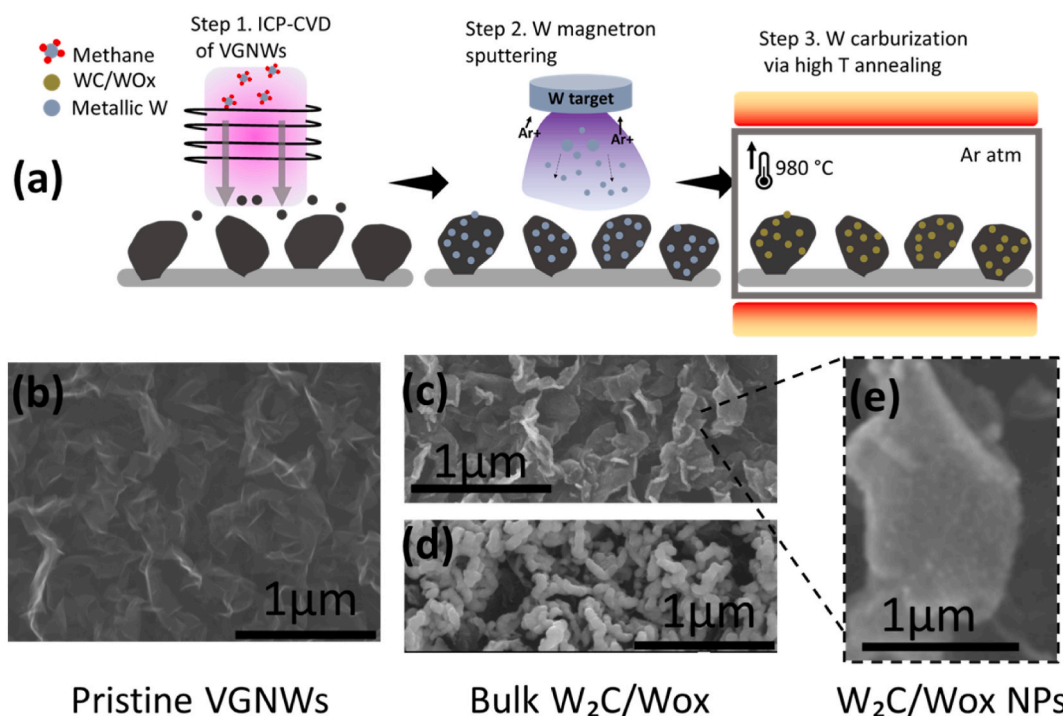 Step 1. ICP-CVD
of VGNWs
Methane
WC/WOx
Metallic W
Step 2. W magnetron
sputtering
W target
Ar+
Ar+
Step 3. W carburization
via high T annealing
980 °C
Ar atm
(a)
(b)
1µm
(c)
1µm
(d)
1µm
(e)
1µm
Pristine VGNWs
Bulk W₂C/Wox
W₂C/Wox NPs